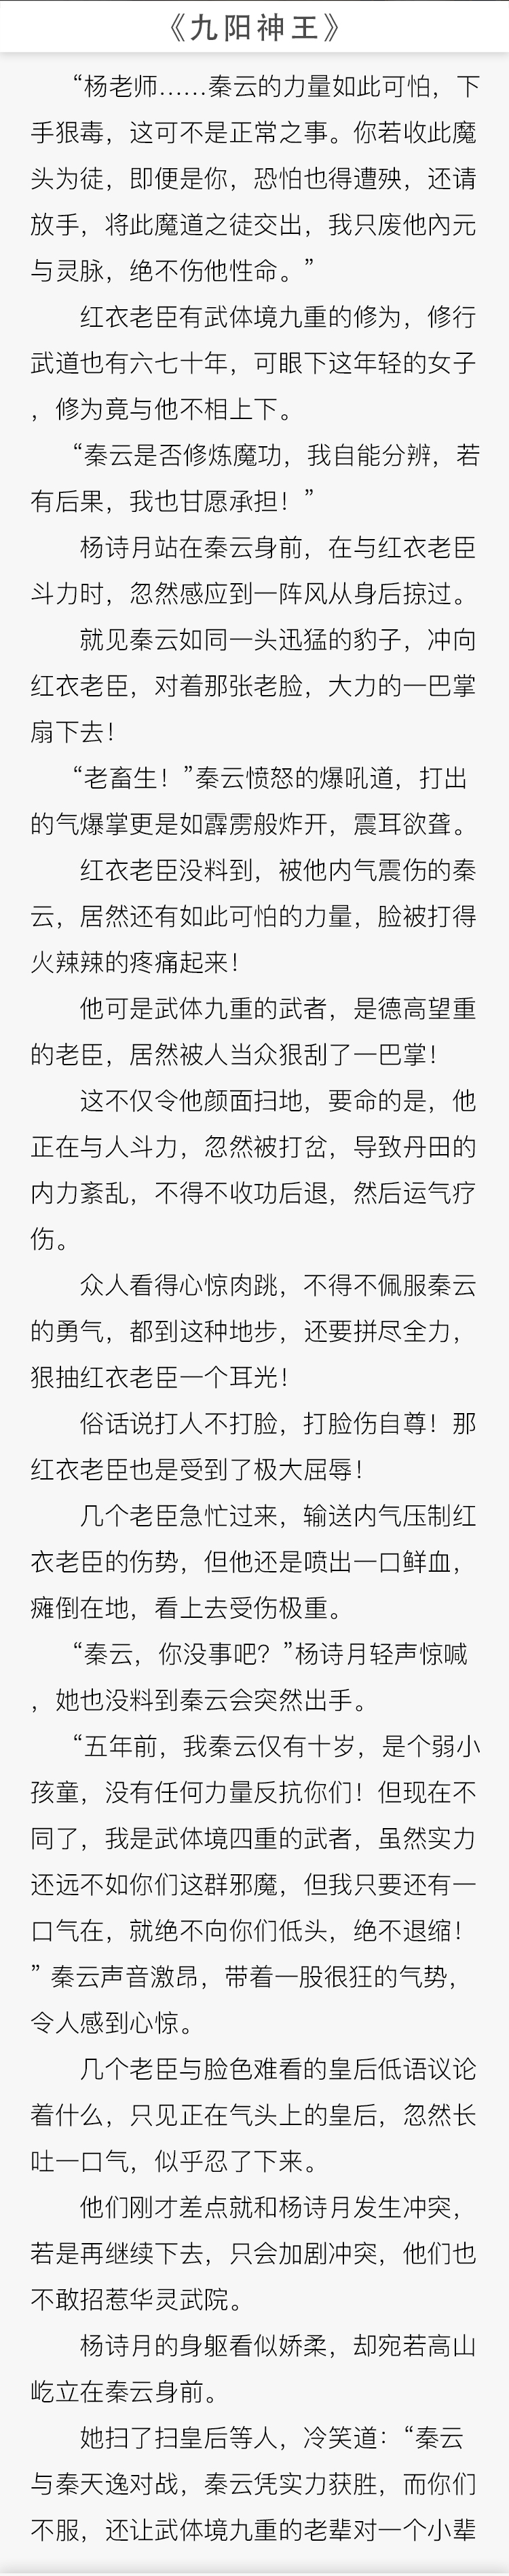 《九阳神王》
“杨老师……秦云的力量如此可怕，下
手狠毒，这可不是正常之事。你若收此魔
头为徒，即便是你，恐怕也得遭殃，还请
放手，将此魔道之徒交出，我只废他内元
与灵脉，绝不伤他性命。”
红衣老臣有武体境九重的修为，修行
武道也有六七十年，可眼下这年轻的女子
，修为竟与他不相上下。
“秦云是否修炼魔功，我自能分辨，若
有后果，我也甘愿承担！”
杨诗月站在秦云身前，在与红衣老臣
斗力时，忽然感应到一阵风从身后掠过。
就见秦云如同一头迅猛的豹子，冲向
红衣老臣，对着那张老脸，大力的一巴掌
扇下去！
“老畜生！”秦云愤怒的爆吼道，打出
的气爆掌更是如霹雳般炸开，震耳欲聋。
红衣老臣没料到，被他内气震伤的秦
云，居然还有如此可怕的力量，脸被打得
火辣辣的疼痛起来！
他可是武体九重的武者，是德高望重
的老臣，居然被人当众狠刮了一巴掌！
这不仅令他颜面扫地，要命的是，他
正在与人斗力，忽然被打岔，导致丹田的
内力紊乱，不得不收功后退，然后运气疗
伤。
众人看得心惊肉跳，不得不佩服秦云
的勇气，都到这种地步，还要拼尽全力，
狠抽红衣老臣一个耳光！
俗话说打人不打脸，打脸伤自尊！那
红衣老臣也是受到了极大屈辱！
几个老臣急忙过来，输送内气压制红
衣老臣的伤势，但他还是喷出一口鲜血，
瘫倒在地，看上去受伤极重。
“秦云，你没事吧？”杨诗月轻声惊喊
，她也没料到秦云会突然出手。
“五年前，我秦云仅有十岁，是个弱小
孩童，没有任何力量反抗你们！但现在不
同了，我是武体境四重的武者，虽然实力
还远不如你们这群邪魔，但我只要还有一
口气在，就绝不向你们低头，绝不退缩！
” 秦云声音激昂，带着一股很狂的气势，
令人感到心惊。
几个老臣与脸色难看的皇后低语议论
着什么，只见正在气头上的皇后，忽然长
吐一口气，似乎忍了下来。
他们刚才差点就和杨诗月发生冲突，
若是再继续下去，只会加剧冲突，他们也
不敢招惹华灵武院。
杨诗月的身躯看似娇柔，却宛若高山
屹立在秦云身前。
她扫了扫皇后等人，冷笑道：“秦云
与秦天逸对战，秦云凭实力获胜，而你们
不服，还让武体境九重的老辈对一个小辈